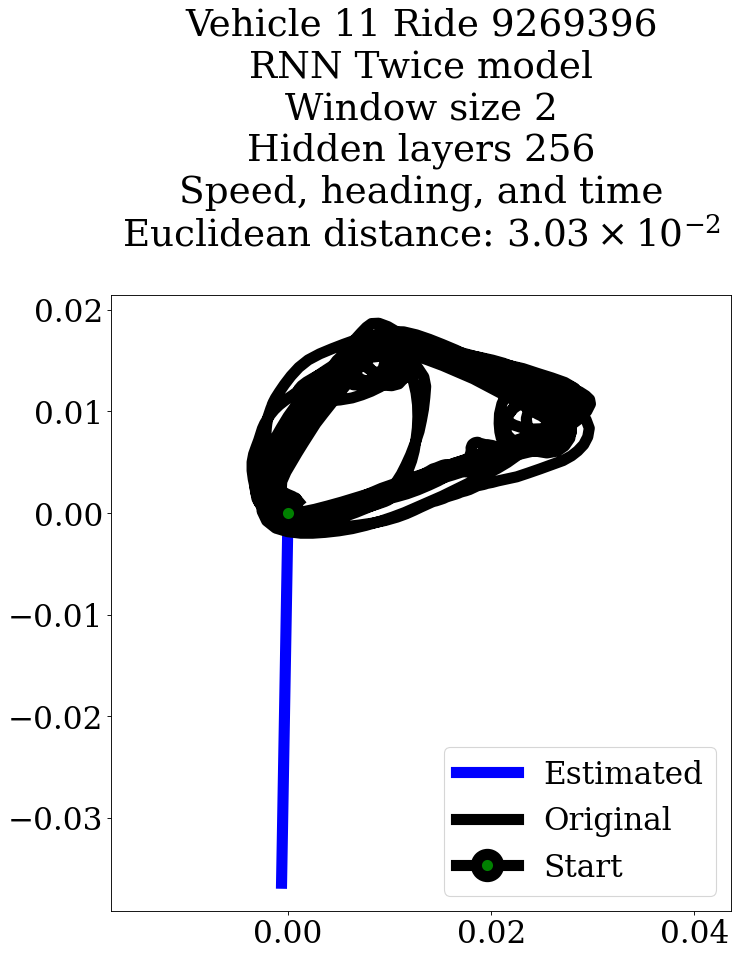 Vehicle 11 Ride 9269396
RNN Twice model
Window size 2
Hidden layers 256
Speed, heading, and time
Euclidean distance: 3.03 × 10⁻²
0.02
0.01
0.00
−0.01
−0.02
−0.03
Estimated
Original
Start
0.00 0.02 0.04